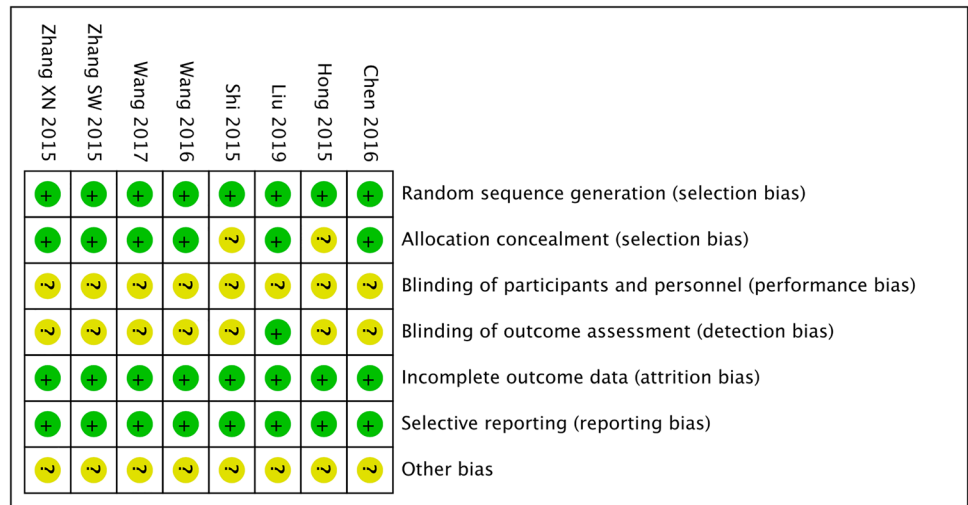 Zhang XN 2015
Zhang SW 2015
Wang 2017
Wang 2016
Shi 2015
Liu 2019
Hong 2015
Chen 2016
+ + + + + + + + Random sequence generation (selection bias)
+ + + + ? + ? + Allocation concealment (selection bias)
? ? ? ? ? ? ? ? Blinding of participants and personnel (performance bias)
? ? ? ? ? + ? ? Blinding of outcome assessment (detection bias)
+ + + + + + + + Incomplete outcome data (attrition bias)
+ + + + + + + + Selective reporting (reporting bias)
? ? ? ? ? ? ? ? Other bias